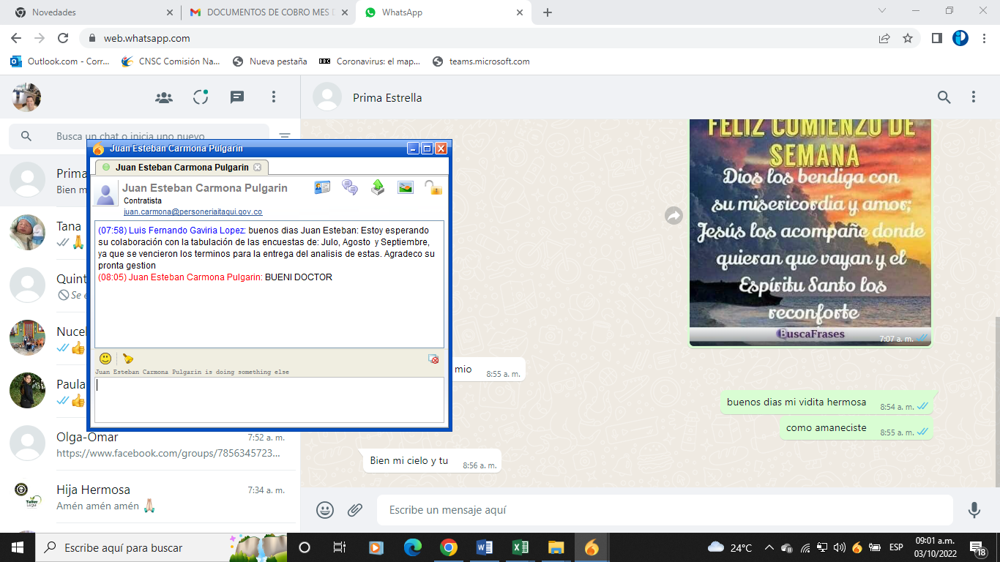 Novedades
DOCUMENTOS DE COBRO MES D
WhatsApp
web.whatsapp.com
Outlook.com - Corr...
CNSC Comisión Na...
Nueva pestaña
BBC
Coronavirus: el map...
teams.microsoft.com
Prima Estrella
Busca un chat o inicia uno nuevo
Prima
Bien m
Tana
Quint
Se e
Nucel
Paula
Olga-Omar
7:52 a. m.
https://www.facebook.com/groups/7856345723...
Hija Hermosa
7:34 a. m.
Amén amén amén
Juan Esteban Carmona Pulgarin
Juan Esteban Carmona Pulgarin
Juan Esteban Carmona Pulgarin
Contratista
juan.carmona@personeriaitagui.gov.co
(07:58) Luis Fernando Gaviria Lopez: buenos dias Juan Esteban: Estoy esperando
su colaboración con la tabulación de las encuestas de: Julo, Agosto y Septiembre,
ya que se vencieron los terminos para la entrega del analisis de estas. Agradeco su
pronta gestion
(08:05) Juan Esteban Carmona Pulgarin: BUENI DOCTOR
Juan Esteban Carmona Pulgarin is doing something else
FELIZ COMIENZO DE
SEMANA
Dios los bendiga con
su misericordia y amor;
Jesús los acompañe donde
quieran que vayan y el
Espíritu Santo los
reconforte
BuscaFrases
7:07 a. m.
mio
8:55 a. m.
buenos dias mi vidita hermosa
8:54 a. m.
como amaneciste
8:55 a. m.
Bien mi cielo y tu
8:56 a. m.
Escribe un mensaje aquí
Escribe aquí para buscar
24°C
ESP
09:01 a.m.
03/10/2022
18